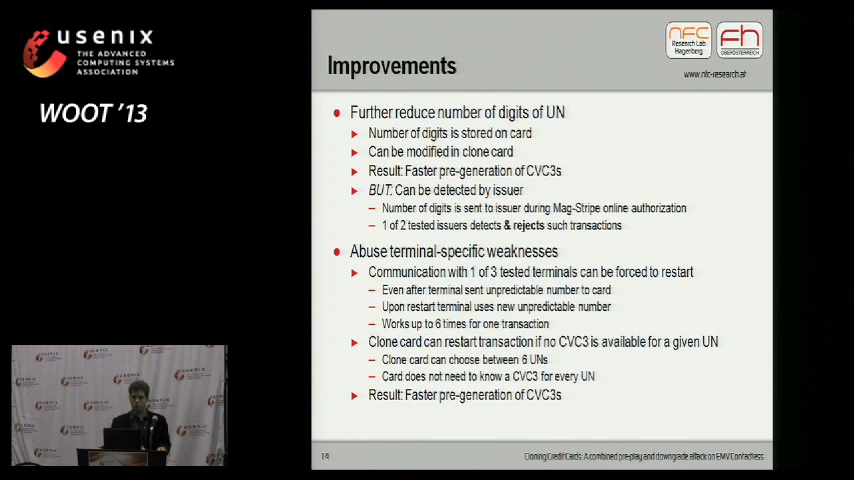 usenix
THE ADVANCED
COMPUTING SYSTEMS
ASSOCIATION
WOOT '13
NFC
Research Lab
Hagenberg
fh
OBERÖSTERREICH
www.nfc-research.at
Improvements
Further reduce number of digits of UN
Number of digits is stored on card
Can be modified in clone card
Result: Faster pre-generation of CVC3s
BUT: Can be detected by issuer
– Number of digits is sent to issuer during Mag-Stripe online authorization
– 1 of 2 tested issuers detects & rejects such transactions
Abuse terminal-specific weaknesses
Communication with 1 of 3 tested terminals can be forced to restart
– Even after terminal sent unpredictable number to card
– Upon restart terminal uses new unpredictable number
– Works up to 6 times for one transaction
Clone card can restart transaction if no CVC3 is available for a given UN
– Clone card can choose between 6 UNs
– Card does not need to know a CVC3 for every UN
Result: Faster pre-generation of CVC3s
14
Cloning Credit Cards: A combined pre-play and downgrade attack on EMV Contactless